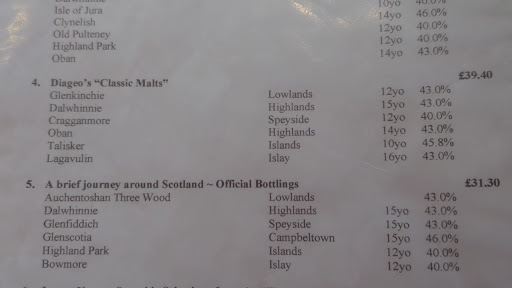 10yo 40.0%
Isle of Jura 14yo 46.0%
Clynelish 12yo 40.0%
Old Pulteney 12yo 40.0%
Highland Park 14yo 43.0%
Oban
4. Diageo's "Classic Malts" £39.40
Glenkinchie Lowlands 12yo 43.0%
Dalwhinnie Highlands 15yo 43.0%
Cragganmore Speyside 12yo 40.0%
Oban Highlands 14yo 43.0%
Talisker Islands 10yo 45.8%
Lagavulin Islay 16yo 43.0%
5. A brief journey around Scotland ~ Official Bottlings £31.30
Auchentoshan Three Wood Lowlands 43.0%
Dalwhinnie Highlands 15yo 43.0%
Glenfiddich Speyside 15yo 43.0%
Glenscotia Campbeltown 15yo 46.0%
Highland Park Islands 12yo 40.0%
Bowmore Islay 12yo 40.0%